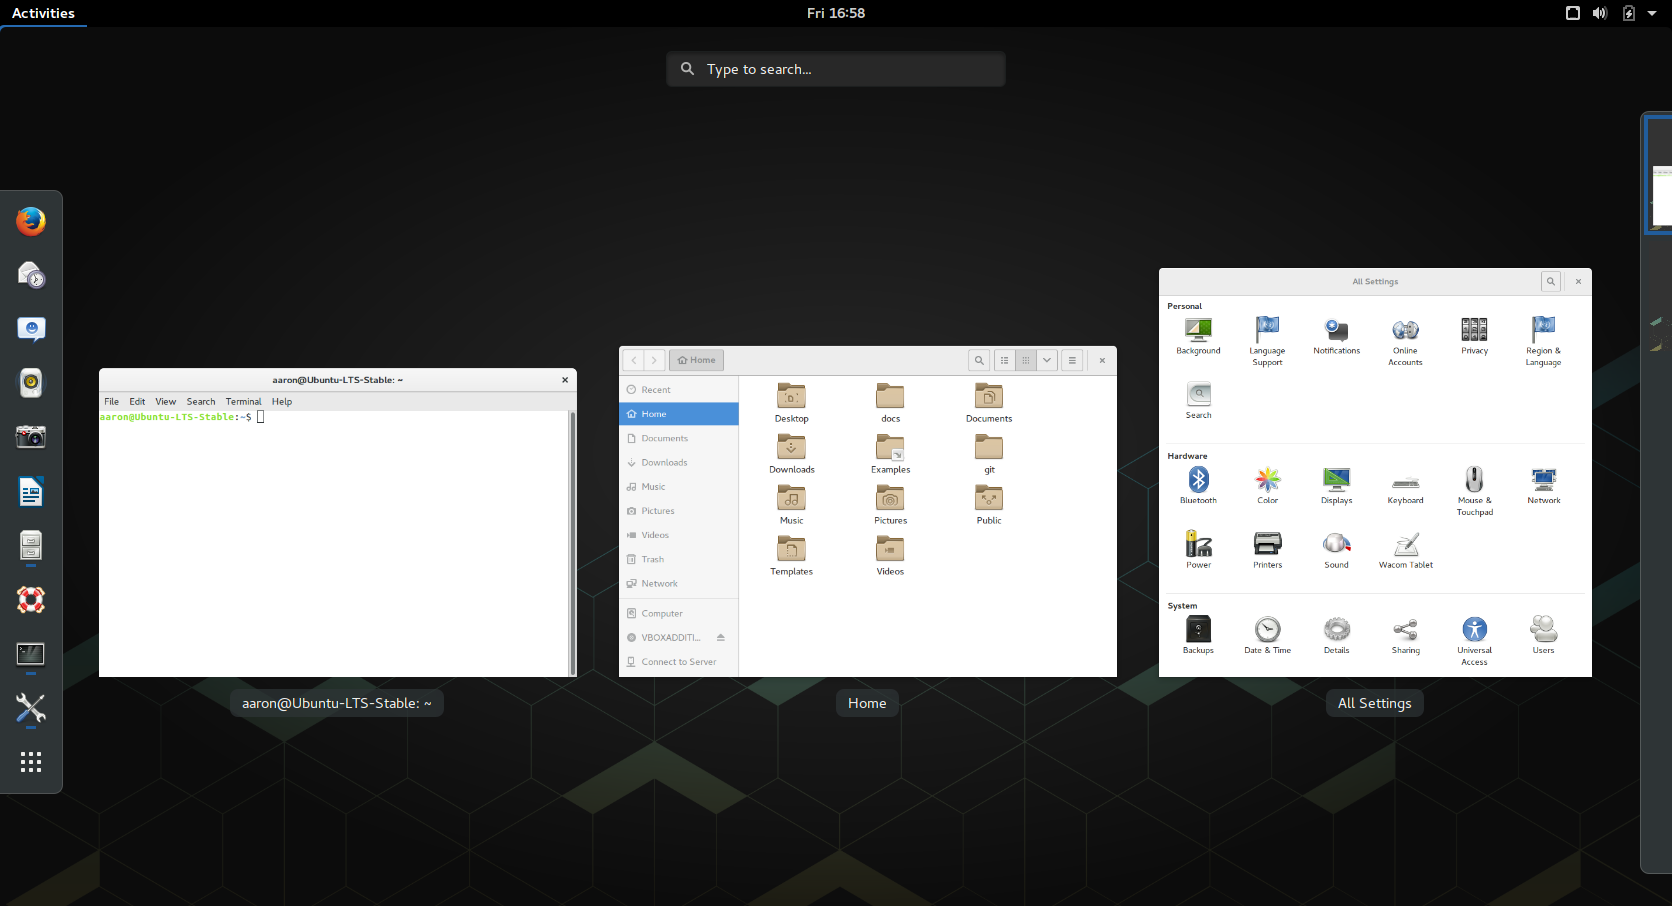 Activities
Fri 16:58
Type to search...
aaron@Ubuntu-LTS-Stable: ~
File Edit View Search Terminal Help
aaron@Ubuntu-LTS-Stable:~$
aaron@Ubuntu-LTS-Stable: ~
Home
Recent
Home
Documents
Downloads
Music
Pictures
Videos
Trash
Network
Computer
VBOXADDITI...
Connect to Server
Desktop docs Documents
Downloads Examples git
Music Pictures Public
Templates Videos
Home
All Settings
Personal
Background
Language
Support
Notifications
Online
Accounts
Privacy
Region &
Language
Search
Hardware
Bluetooth
Color
Displays
Keyboard
Mouse &
Touchpad
Network
Power
Printers
Sound
Wacom Tablet
System
Backups
Date & Time
Details
Sharing
Universal
Access
Users
All Settings